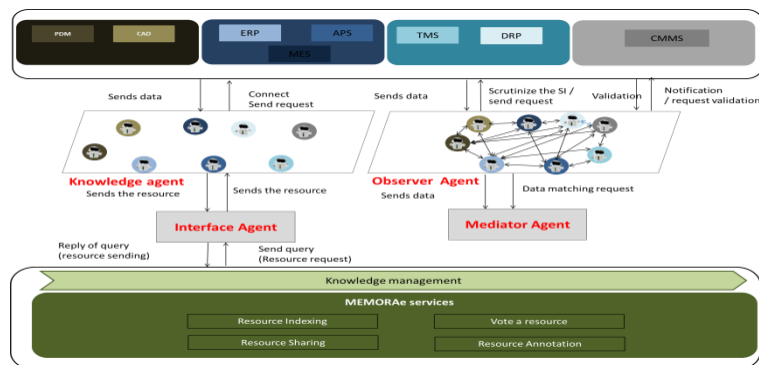 PDM
CAD
ERP
APS
MES
TMS
DRP
CMMS
Sends data
Connect
Send request
Sends data
Scrutinize the SI /
send request
Validation
Notification
/ request validation
Knowledge agent
Sends the resource
Sends the resource
Observer Agent
Sends data
Data matching request
Interface Agent
Mediator Agent
Reply of query
(resource sending)
Send query
(Resource request)
Knowledge management
MEMORAe services
Resource Indexing
Vote a resource
Resource Sharing
Resource Annotation